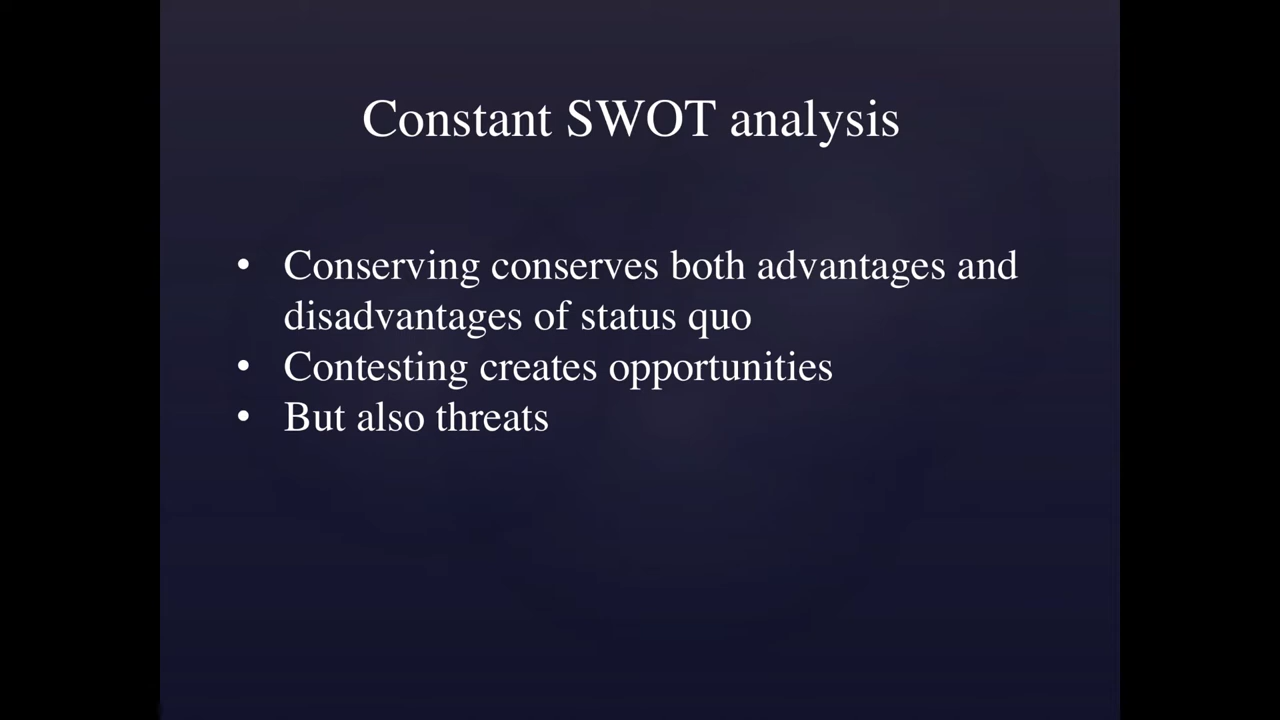 Constant SWOT analysis
• Conserving conserves both advantages and
disadvantages of status quo
• Contesting creates opportunities
• But also threats